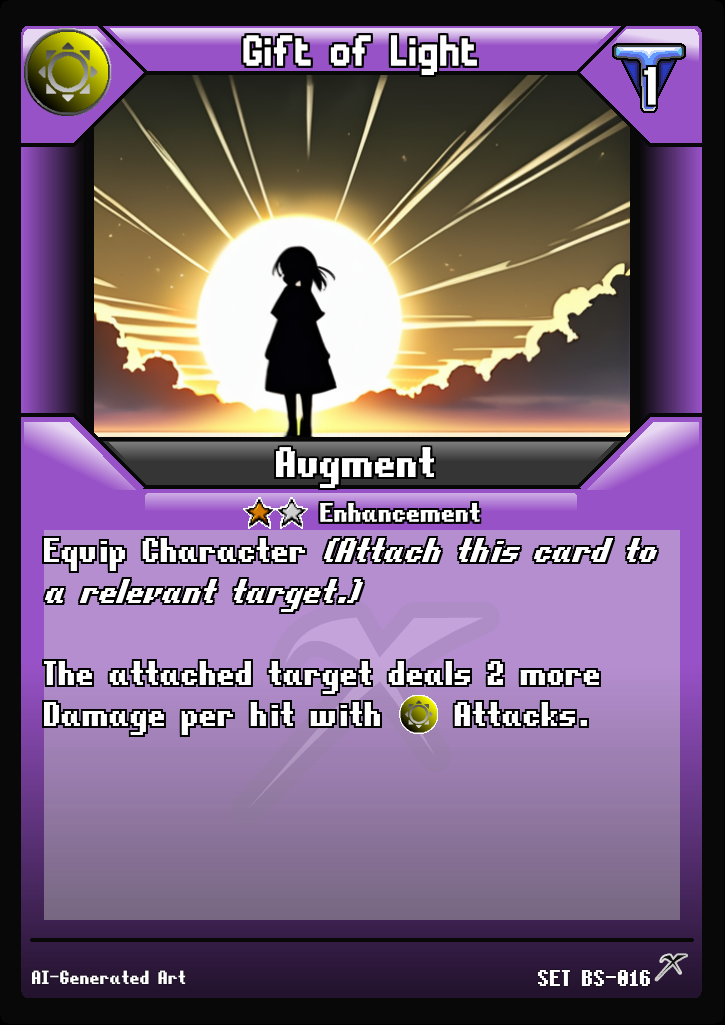 Gift of Light
1
Augment
Enhancement
Equip Character (Attach this card to
a relevant target.)
The attached target deals 2 more
Damage per hit with Attacks.
AI-Generated Art
SET BS-016